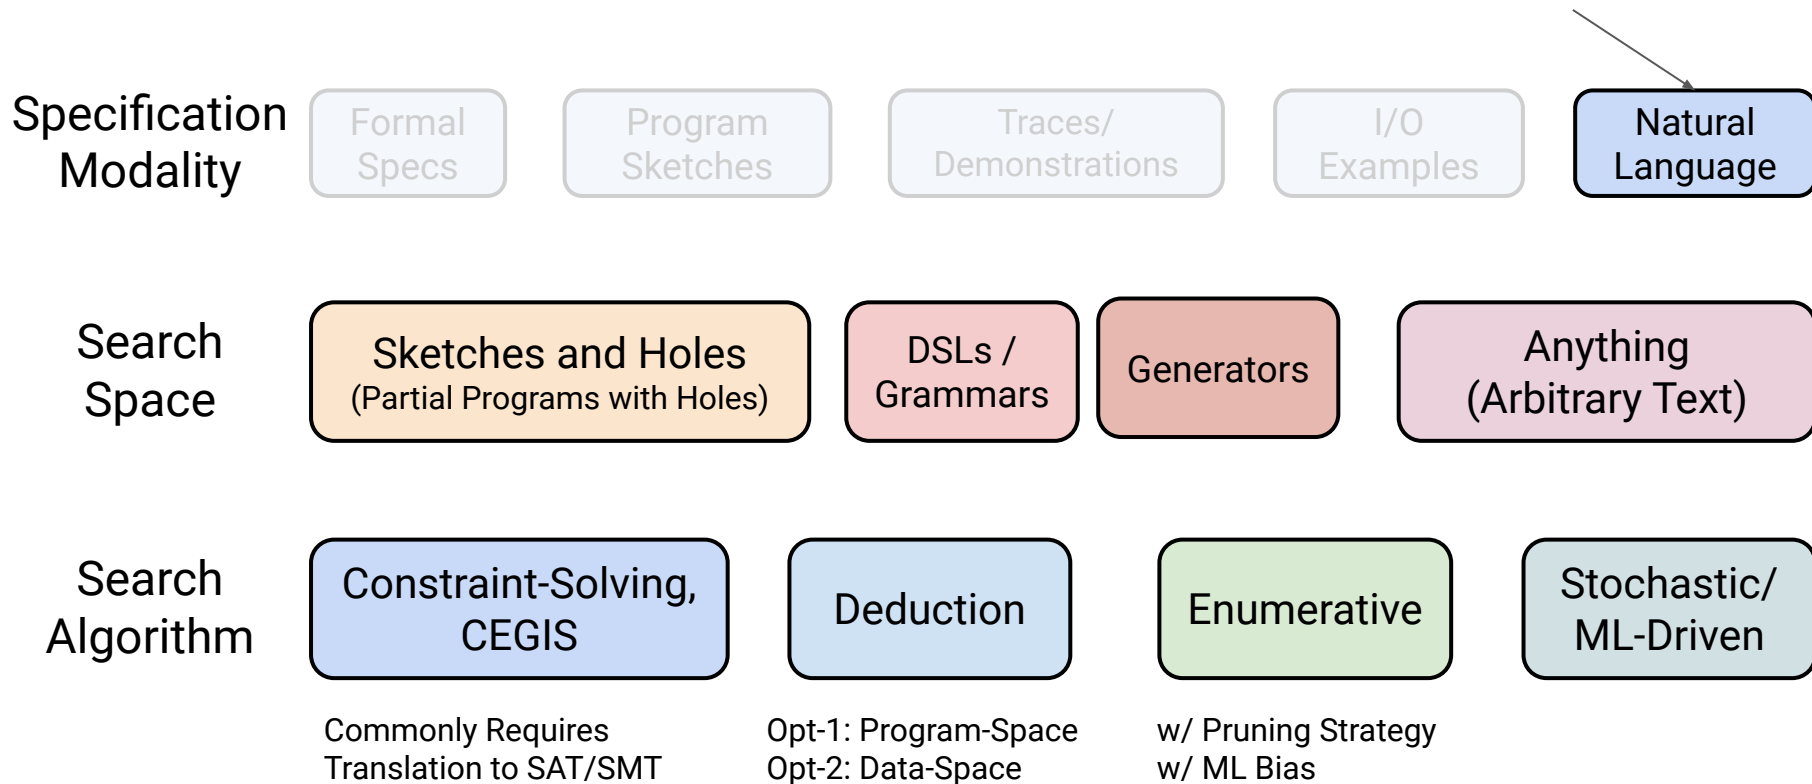 Specification
Modality
Formal
Specs
Program
Sketches
Traces/
Demonstrations
I/O
Examples
Natural
Language
Search
Space
Sketches and Holes
(Partial Programs with Holes)
DSLs /
Grammars
Generators
Anything
(Arbitrary Text)
Search
Algorithm
Constraint-Solving,
CEGIS
Deduction
Enumerative
Stochastic/
ML-Driven
Commonly Requires
Translation to SAT/SMT
Opt-1: Program-Space
Opt-2: Data-Space
w/ Pruning Strategy
w/ ML Bias